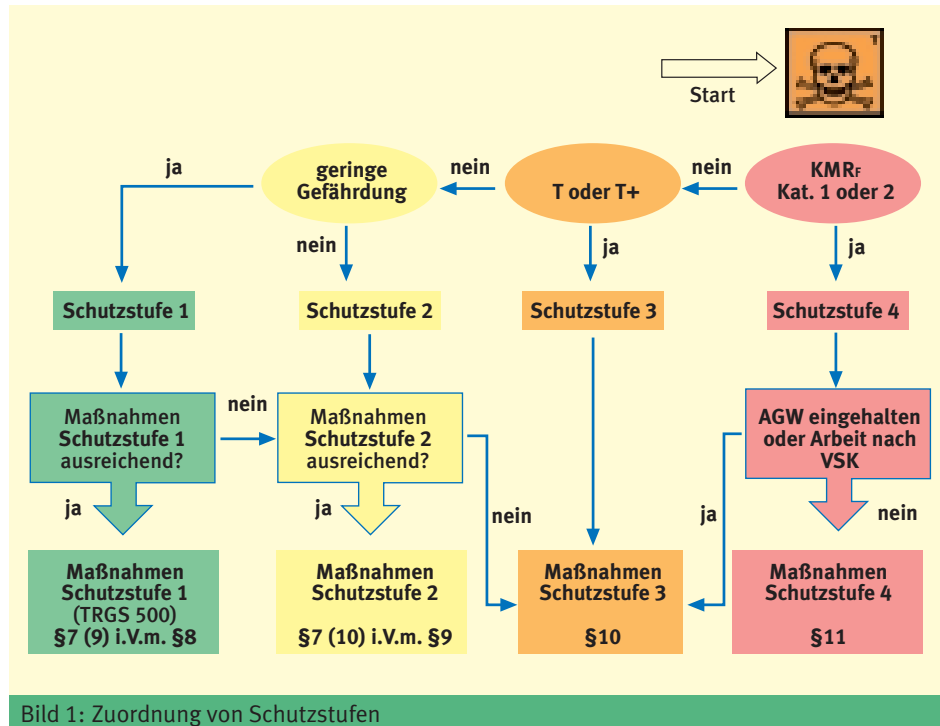 1
Start
ja
geringe
Gefährdung
nein
T oder T+
nein
KMRF
Kat. 1 oder 2
nein
ja
ja
Schutzstufe 1
Schutzstufe 2
Schutzstufe 3
Schutzstufe 4
Maßnahmen
Schutzstufe 1
ausreichend?
nein
Maßnahmen
Schutzstufe 2
ausreichend?
AGW eingehalten
oder Arbeit nach
VSK
ja
ja
nein
ja
nein
Maßnahmen
Schutzstufe 1
(TRGS 500)
§7 (9) i.V.m. §8
Maßnahmen
Schutzstufe 2
§7 (10) i.V.m. §9
Maßnahmen
Schutzstufe 3
§10
Maßnahmen
Schutzstufe 4
§11
Bild 1: Zuordnung von Schutzstufen